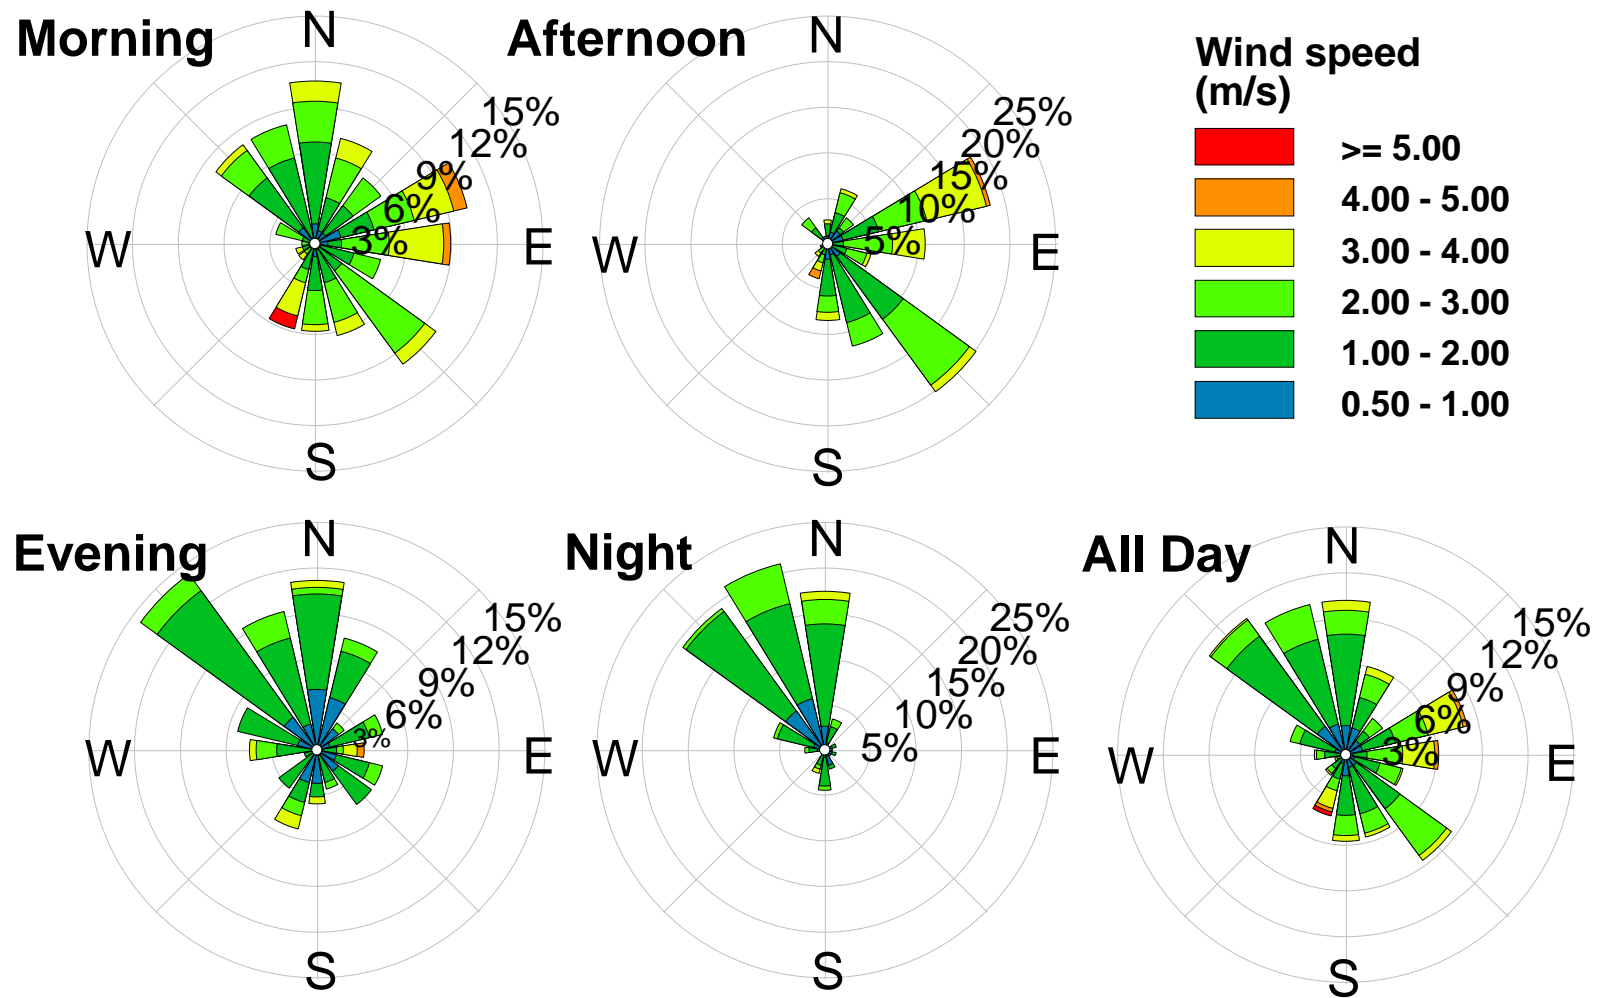 Morning
N
15%
12%
9%
6%
3%
W
E
S
Afternoon
N
25%
20%
15%
10%
5%
W
E
S
Wind speed
(m/s)
>= 5.00
4.00 - 5.00
3.00 - 4.00
2.00 - 3.00
1.00 - 2.00
0.50 - 1.00
Evening
N
15%
12%
9%
6%
3%
W
E
S
Night
N
25%
20%
15%
10%
5%
W
E
S
All Day
N
15%
12%
9%
6%
3%
W
E
S